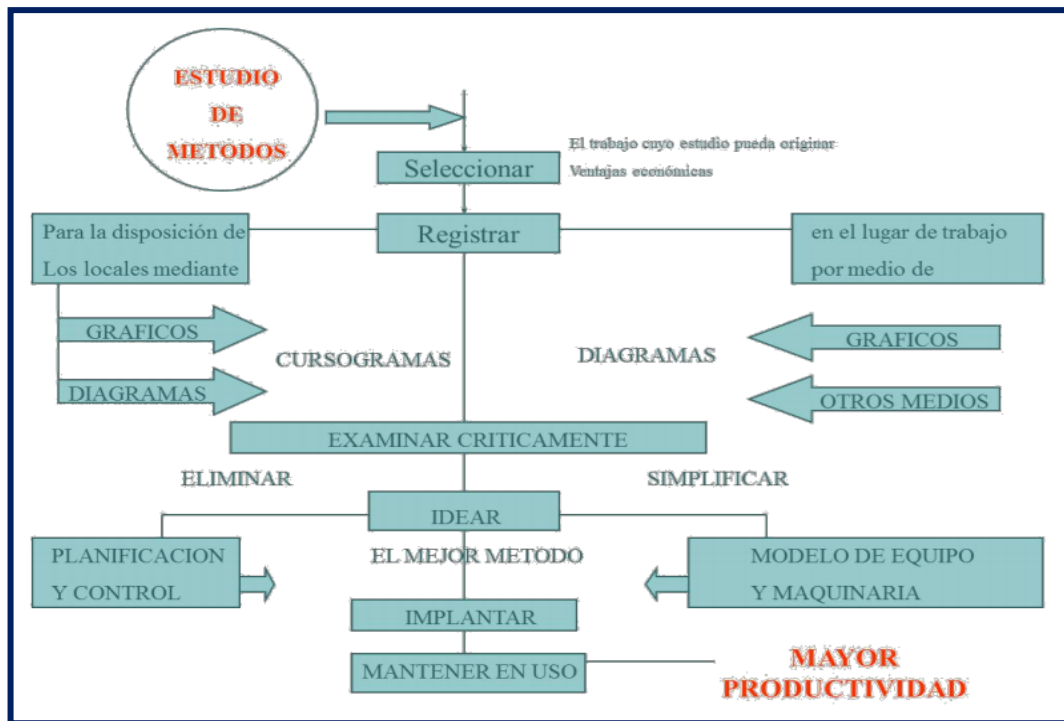 ESTUDIO
DE
METODOS
El trabajo cuyo estudio pueda originar
Ventajas económicas
Seleccionar
Registrar
Para la disposición de
Los locales mediante
en el lugar de trabajo
por medio de
GRAFICOS
DIAGRAMAS
CURSOGRAMAS
DIAGRAMAS
GRAFICOS
OTROS MEDIOS
EXAMINAR CRITICAMENTE
ELIMINAR
SIMPLIFICAR
IDEAR
EL MEJOR METODO
PLANIFICACION
Y CONTROL
MODELO DE EQUIPO
Y MAQUINARIA
IMPLANTAR
MANTENER EN USO
MAYOR
PRODUCTIVIDAD